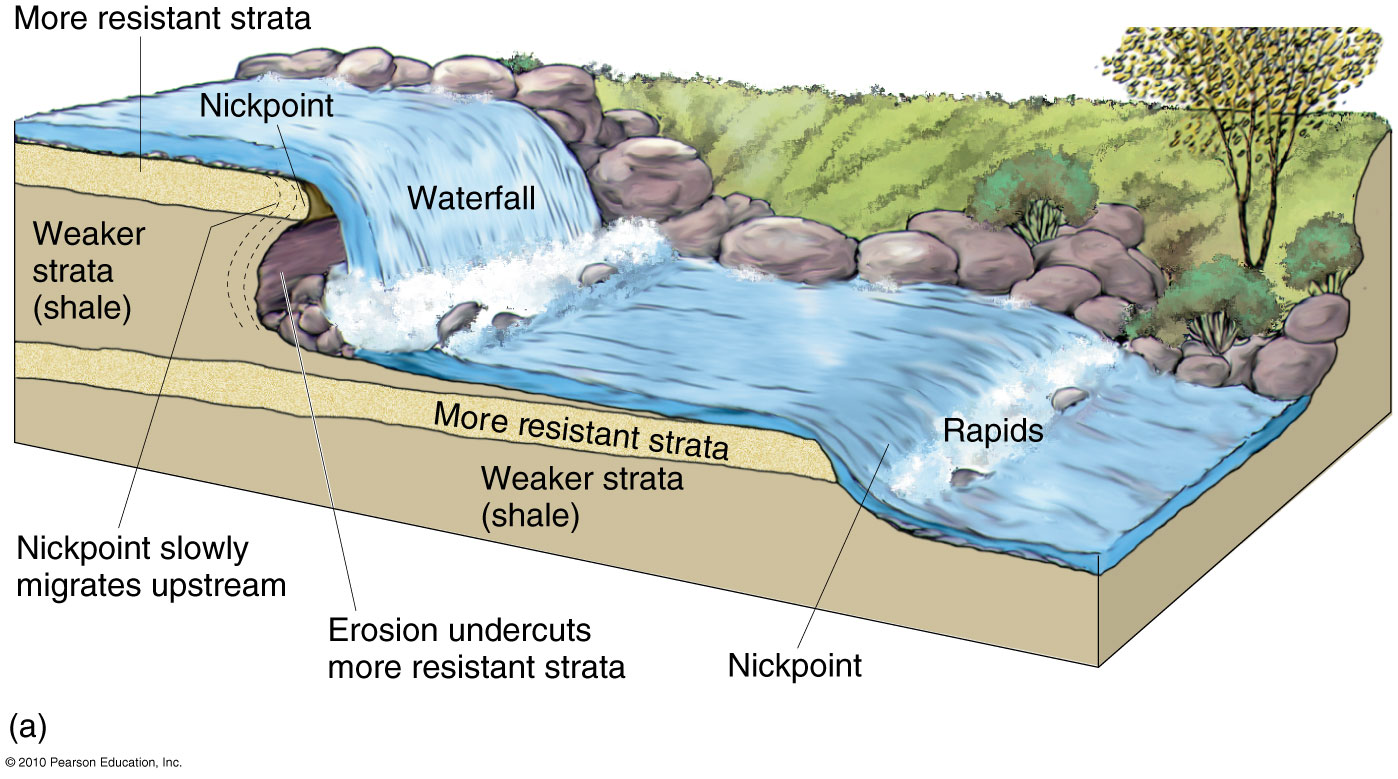 More resistant strata
Nickpoint
Waterfall
Weaker
strata
(shale)
More resistant strata
Rapids
Weaker strata
(shale)
Nickpoint slowly
migrates upstream
Erosion undercuts
more resistant strata
Nickpoint
(a)
© 2010 Pearson Education, Inc.